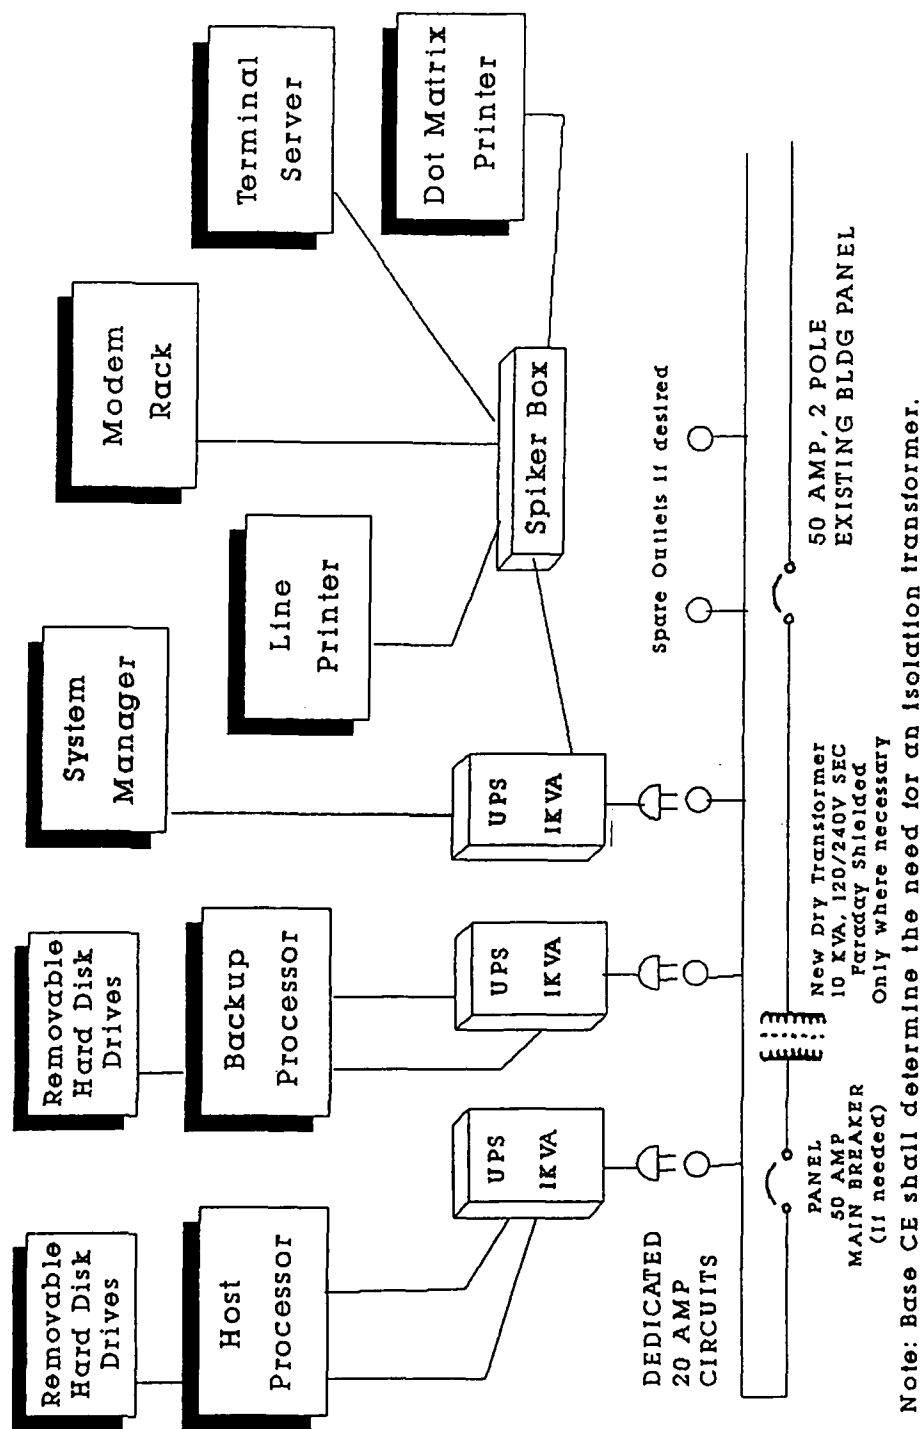 Removable
Hard Disk
Drives
Removable
Hard Disk
Drives
System
Manager
Modem
Rack
Terminal
Server
Host
Processor
Backup
Processor
Line
Printer
Dot Matrix
Printer
UPS
1KVA
UPS
1KVA
UPS
1KVA
Spiker Box
DEDICATED
20 AMP
CIRCUITS
Spare Outlets if desired
PANEL
50 AMP
MAIN BREAKER
(if needed)
New Dry Transformer
10 KVA, 120/240V SEC
Faraday Shielded
Only where necessary
50 AMP, 2 POLE
EXISTING BLDG PANEL
Note: Base CE shall determine the need for an isolation transformer.